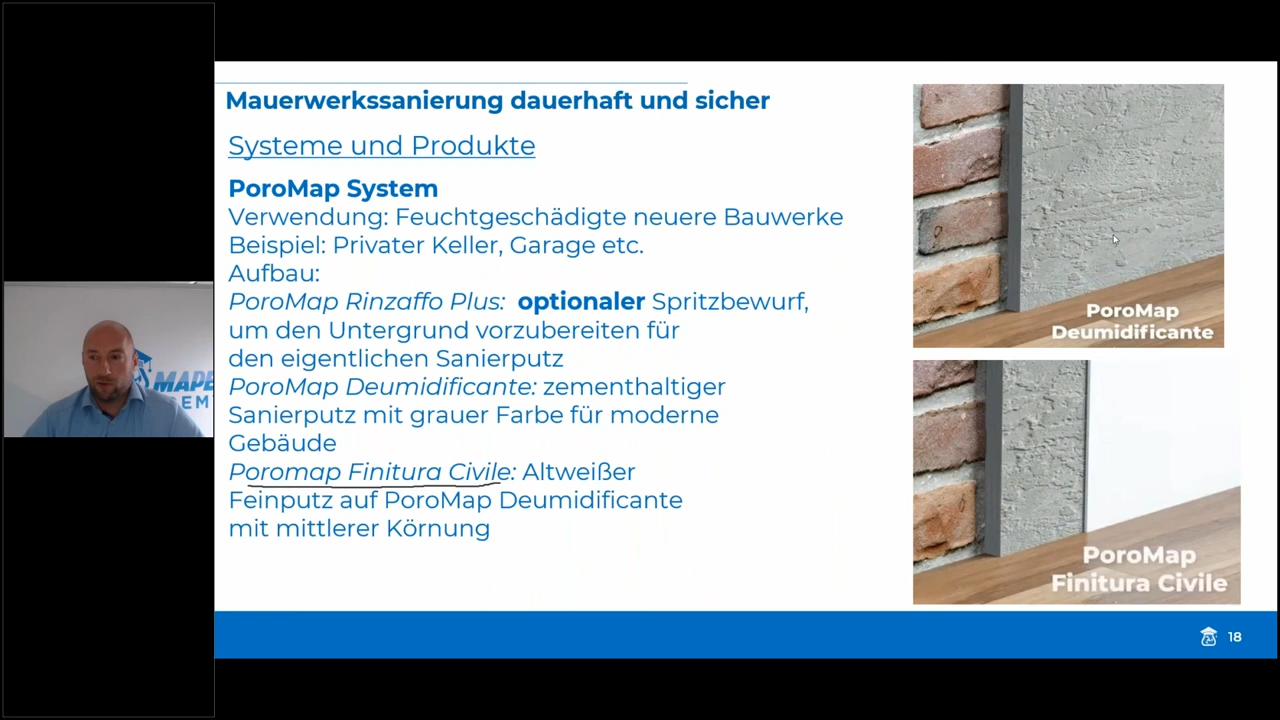 Mauerwerkssanierung dauerhaft und sicher
Systeme und Produkte
PoroMap System
Verwendung: Feuchtgeschädigte neuere Bauwerke
Beispiel: Privater Keller, Garage etc.
Aufbau:
PoroMap Rinzaffo Plus: optionaler Spritzbewurf,
um den Untergrund vorzubereiten für
den eigentlichen Sanierputz
PoroMap Deumidificante: zementhaltiger
Sanierputz mit grauer Farbe für moderne
Gebäude
Poromap Finitura Civile: Altweißer
Feinputz auf PoroMap Deumidificante
mit mittlerer Körnung
PoroMap
Deumidificante
PoroMap
Finitura Civile
18